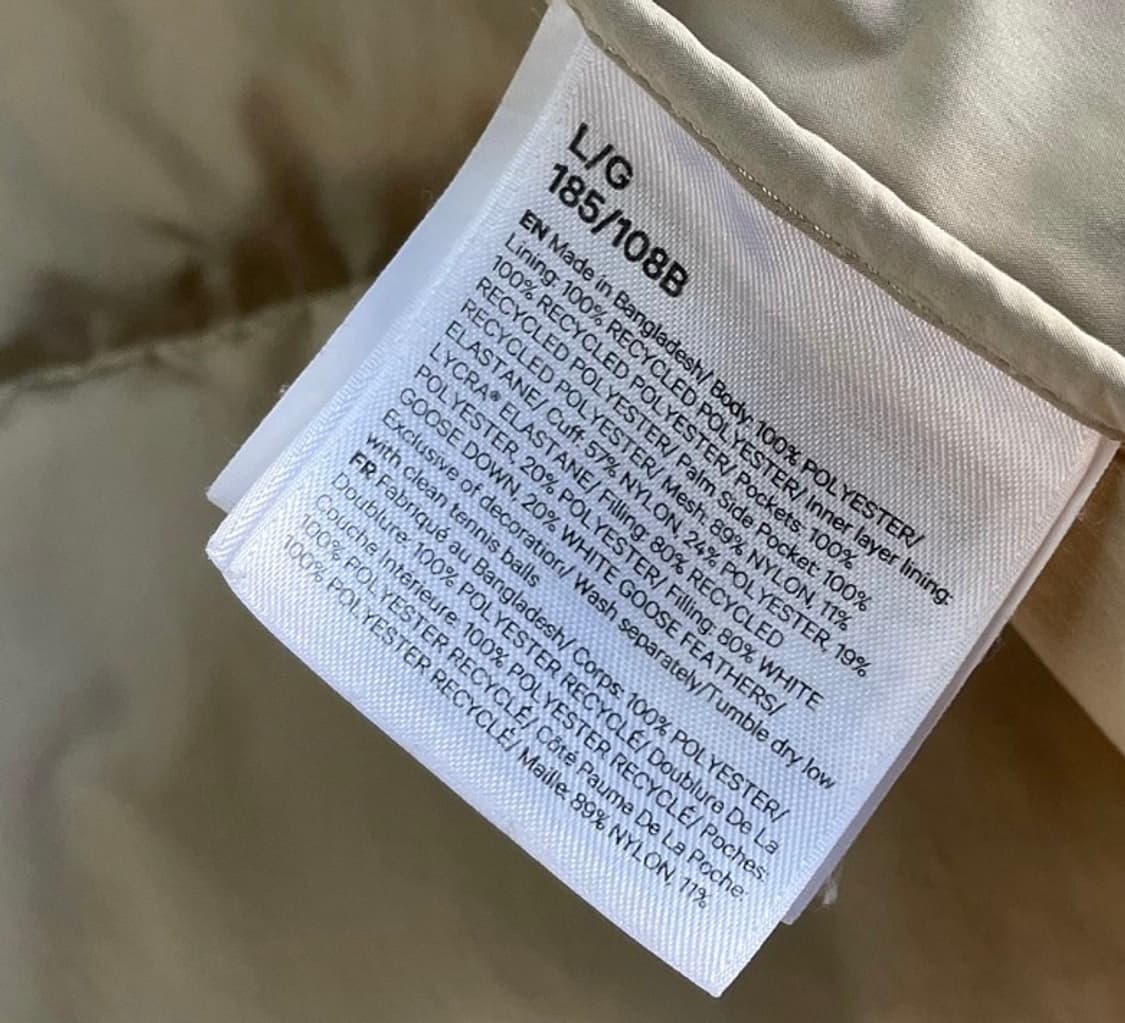 L/G
185/108B
EN Made in Bangladesh/ Body: 100% POLYESTER/
Lining: 100% RECYCLED POLYESTER/ Inner layer lining:
100% RECYCLED POLYESTER/ Pockets: 100%
RECYCLED POLYESTER/ Palm Side Pocket: 100%
RECYCLED POLYESTER/ Mesh: 89% NYLON, 11%
ELASTANE/ Cuff: 57% NYLON, 24% POLYESTER, 19%
LYCRA® ELASTANE/ Filling: 80% RECYCLED
POLYESTER, 20% POLYESTER/ Filling: 80% WHITE
GOOSE DOWN, 20% WHITE GOOSE FEATHERS/
Exclusive of decoration/ Wash separately/Tumble dry low
with clean tennis balls
FR Fabriqué au Bangladesh/ Corps: 100% POLYESTER/
Doublure: 100% POLYESTER RECYCLÉ/ Doublure De La
Couche Intérieure: 100% POLYESTER RECYCLÉ/ Poches:
100% POLYESTER RECYCLÉ/ Côté Paume De La Poche:
100% POLYESTER RECYCLÉ/ Maille: 89% NYLON, 11%